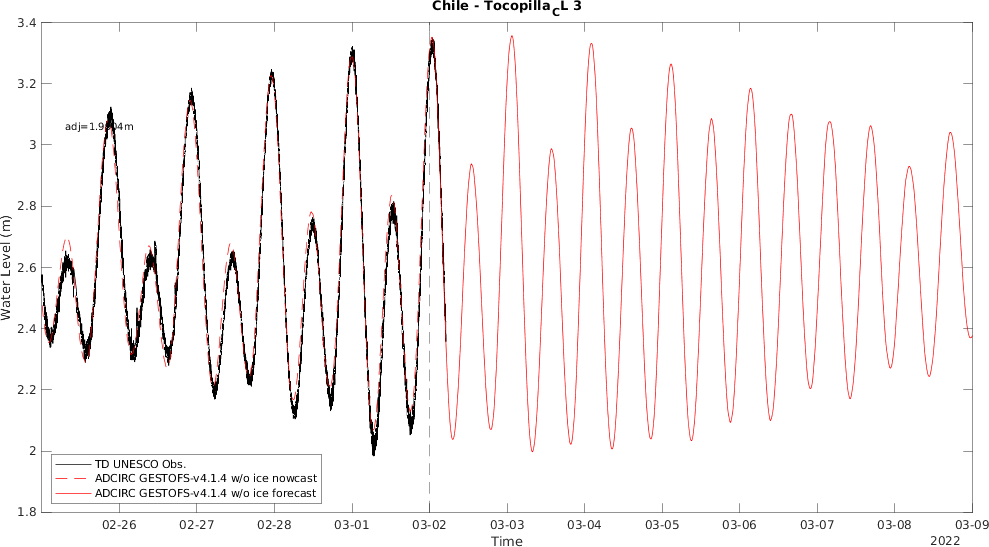 Chile - Tocopilla_CL 3
3.4
3.2
3
2.8
2.6
2.4
2.2
2
1.8
Water Level (m)
TD UNESCO Obs.
ADCIRC GESTOFS-v4.1.4 w/o ice nowcast
ADCIRC GESTOFS-v4.1.4 w/o ice forecast
02-26 02-27 02-28 03-01 03-02 03-03 03-04 03-05 03-06 03-07 03-08 03-09
Time
2022